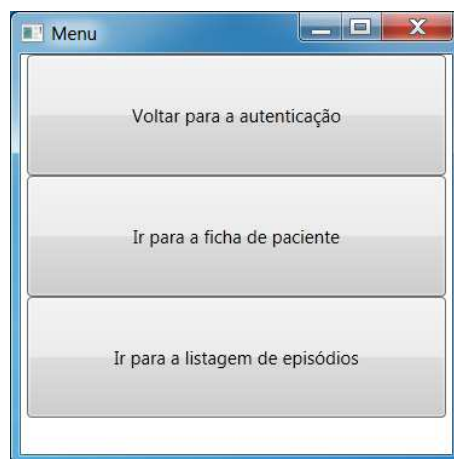 Menu
Voltar para a autenticação
Ir para a ficha de paciente
Ir para a listagem de episódios